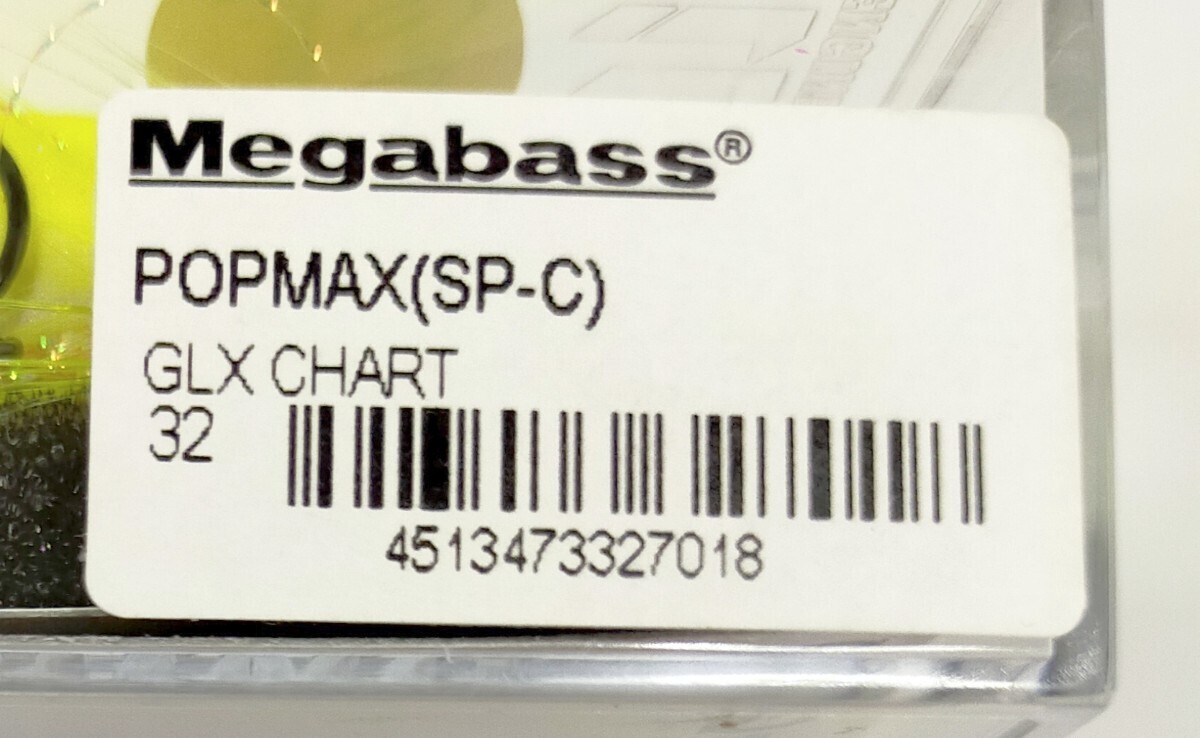 Megabass®
POPMAX(SP-C)
GLX CHART
32
4513473327018